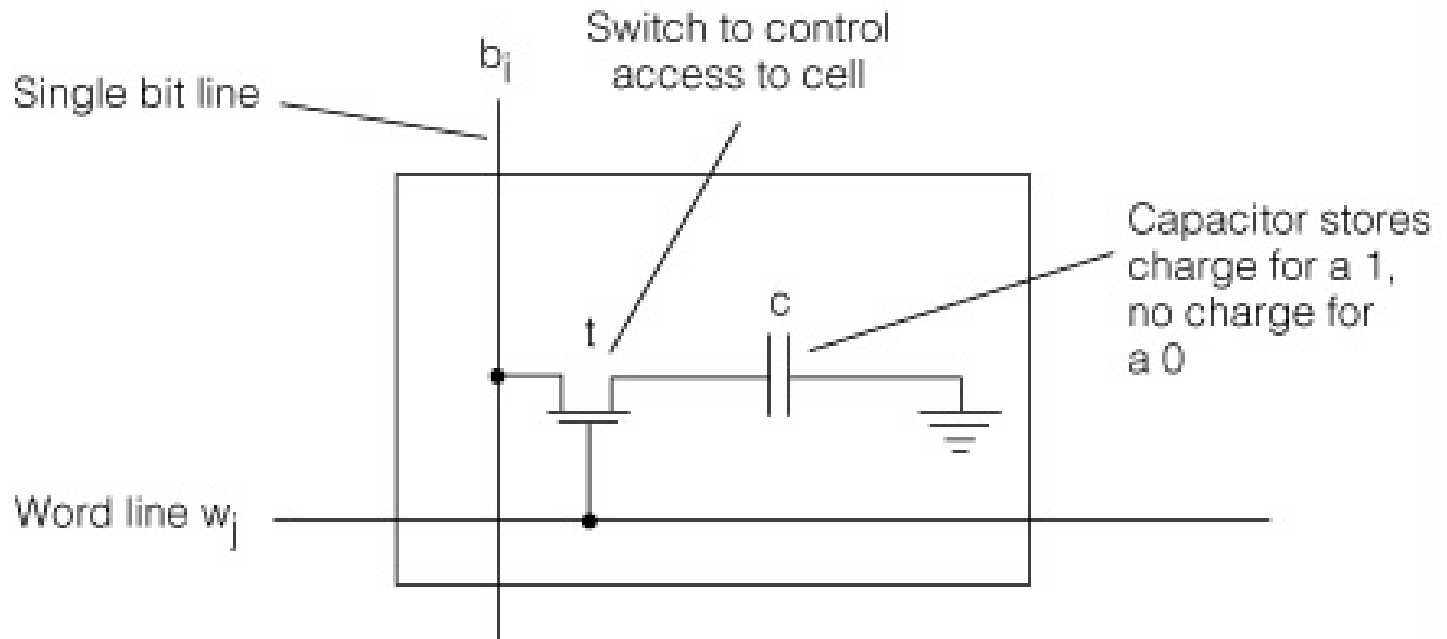 Switch to control
access to cell
b_i
Single bit line
Capacitor stores
charge for a 1,
no charge for
a 0
c
t
Word line w_j